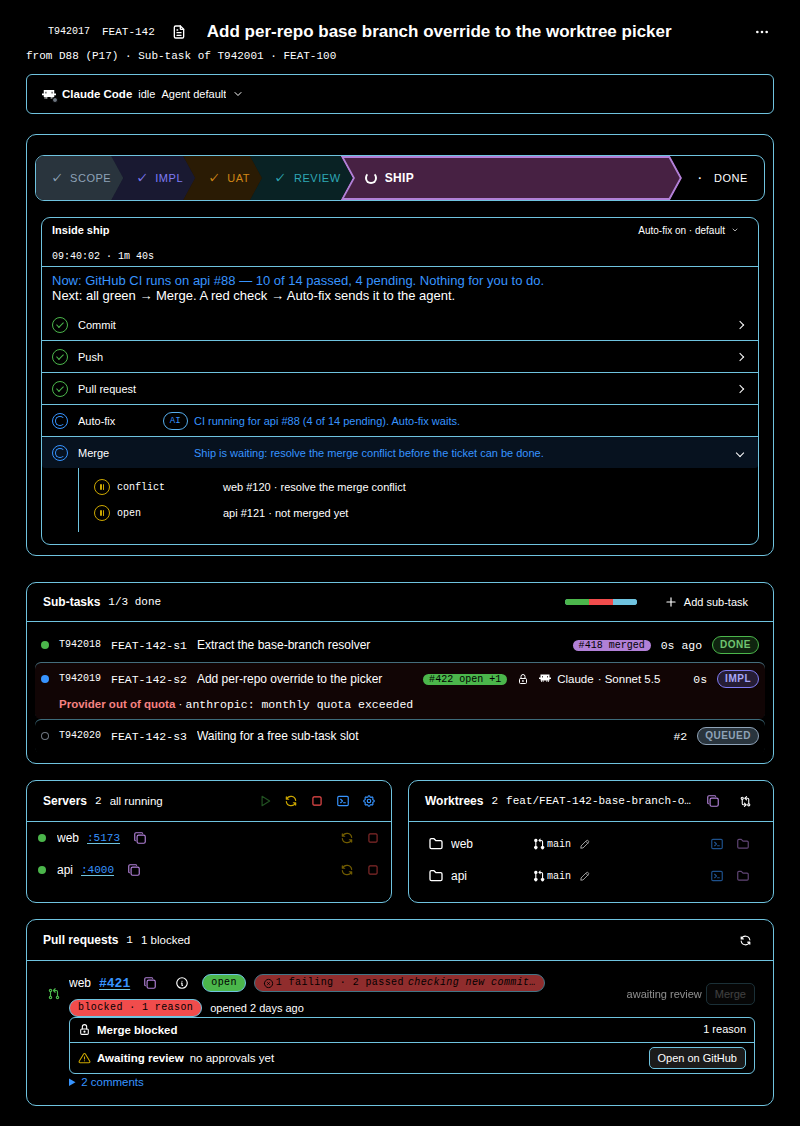 T942017 FEAT-142 Add per-repo base branch override to the worktree picker
from D88 (P17) · Sub-task of T942001 · FEAT-100
Claude Code idle Agent default
SCOPE IMPL UAT REVIEW SHIP · DONE
Inside ship Auto-fix on · default
09:40:02 · 1m 40s
Now: GitHub CI runs on api #88 — 10 of 14 passed, 4 pending. Nothing for you to do.
Next: all green → Merge. A red check → Auto-fix sends it to the agent.
Commit
Push
Pull request
Auto-fix AI CI running for api #88 (4 of 14 pending). Auto-fix waits.
Merge Ship is waiting: resolve the merge conflict before the ticket can be done.
conflict web #120 · resolve the merge conflict
open api #121 · not merged yet
Sub-tasks 1/3 done Add sub-task
T942018 FEAT-142-s1 Extract the base-branch resolver #418 merged 0s ago DONE
T942019 FEAT-142-s2 Add per-repo override to the picker #422 open +1 Claude · Sonnet 5.5 0s IMPL
Provider out of quota · anthropic: monthly quota exceeded
T942020 FEAT-142-s3 Waiting for a free sub-task slot #2 QUEUED
Servers 2 all running
web :5173
api :4000
Worktrees 2 feat/FEAT-142-base-branch-o…
web main
api main
Pull requests 1 1 blocked
web #421 open 1 failing · 2 passed checking new commit…
blocked · 1 reason opened 2 days ago
awaiting review Merge
Merge blocked 1 reason
Awaiting review no approvals yet Open on GitHub
2 comments